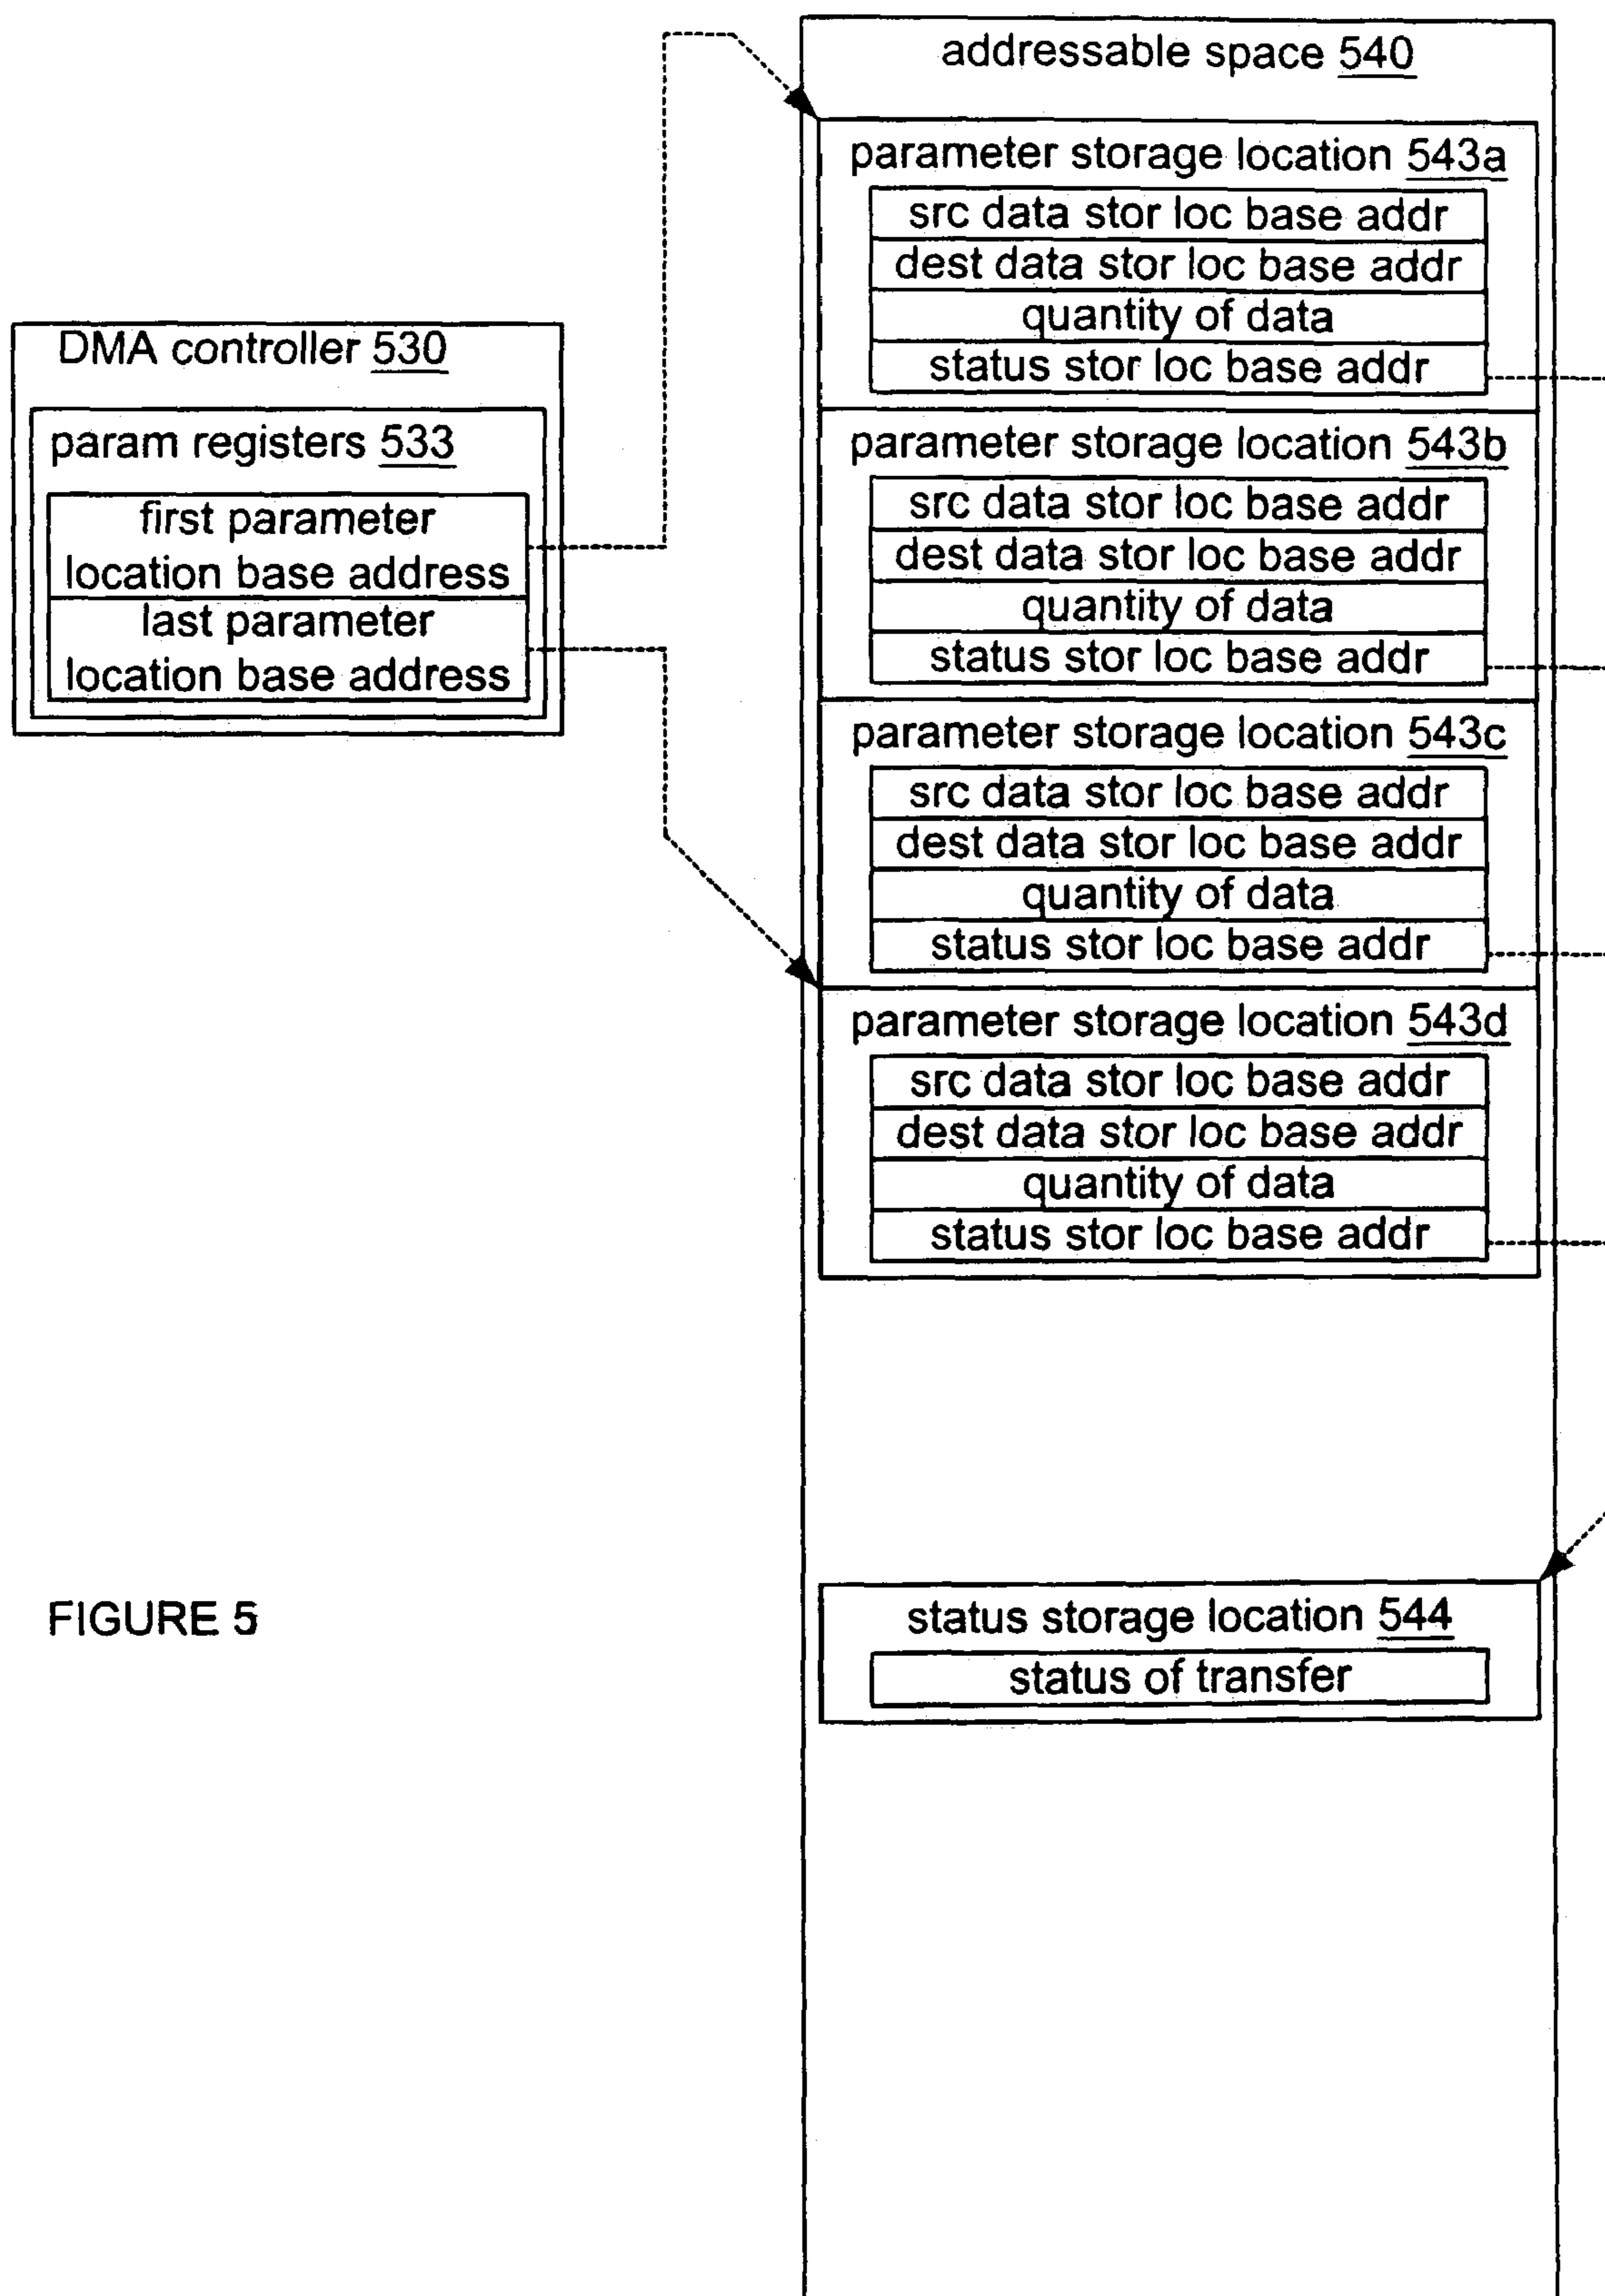 addressable space 540
parameter storage location 543a
src data stor loc base addr
dest data stor loc base addr
quantity of data
status stor loc base addr
DMA controller 530
param registers 533
first parameter
location base address
last parameter
location base address
parameter storage location 543b
src data stor loc base addr
dest data stor loc base addr
quantity of data
status stor loc base addr
parameter storage location 543c
src data stor loc base addr
dest data stor loc base addr
quantity of data
status stor loc base addr
parameter storage location 543d
src data stor loc base addr
dest data stor loc base addr
quantity of data
status stor loc base addr
status storage location 544
status of transfer
FIGURE 5